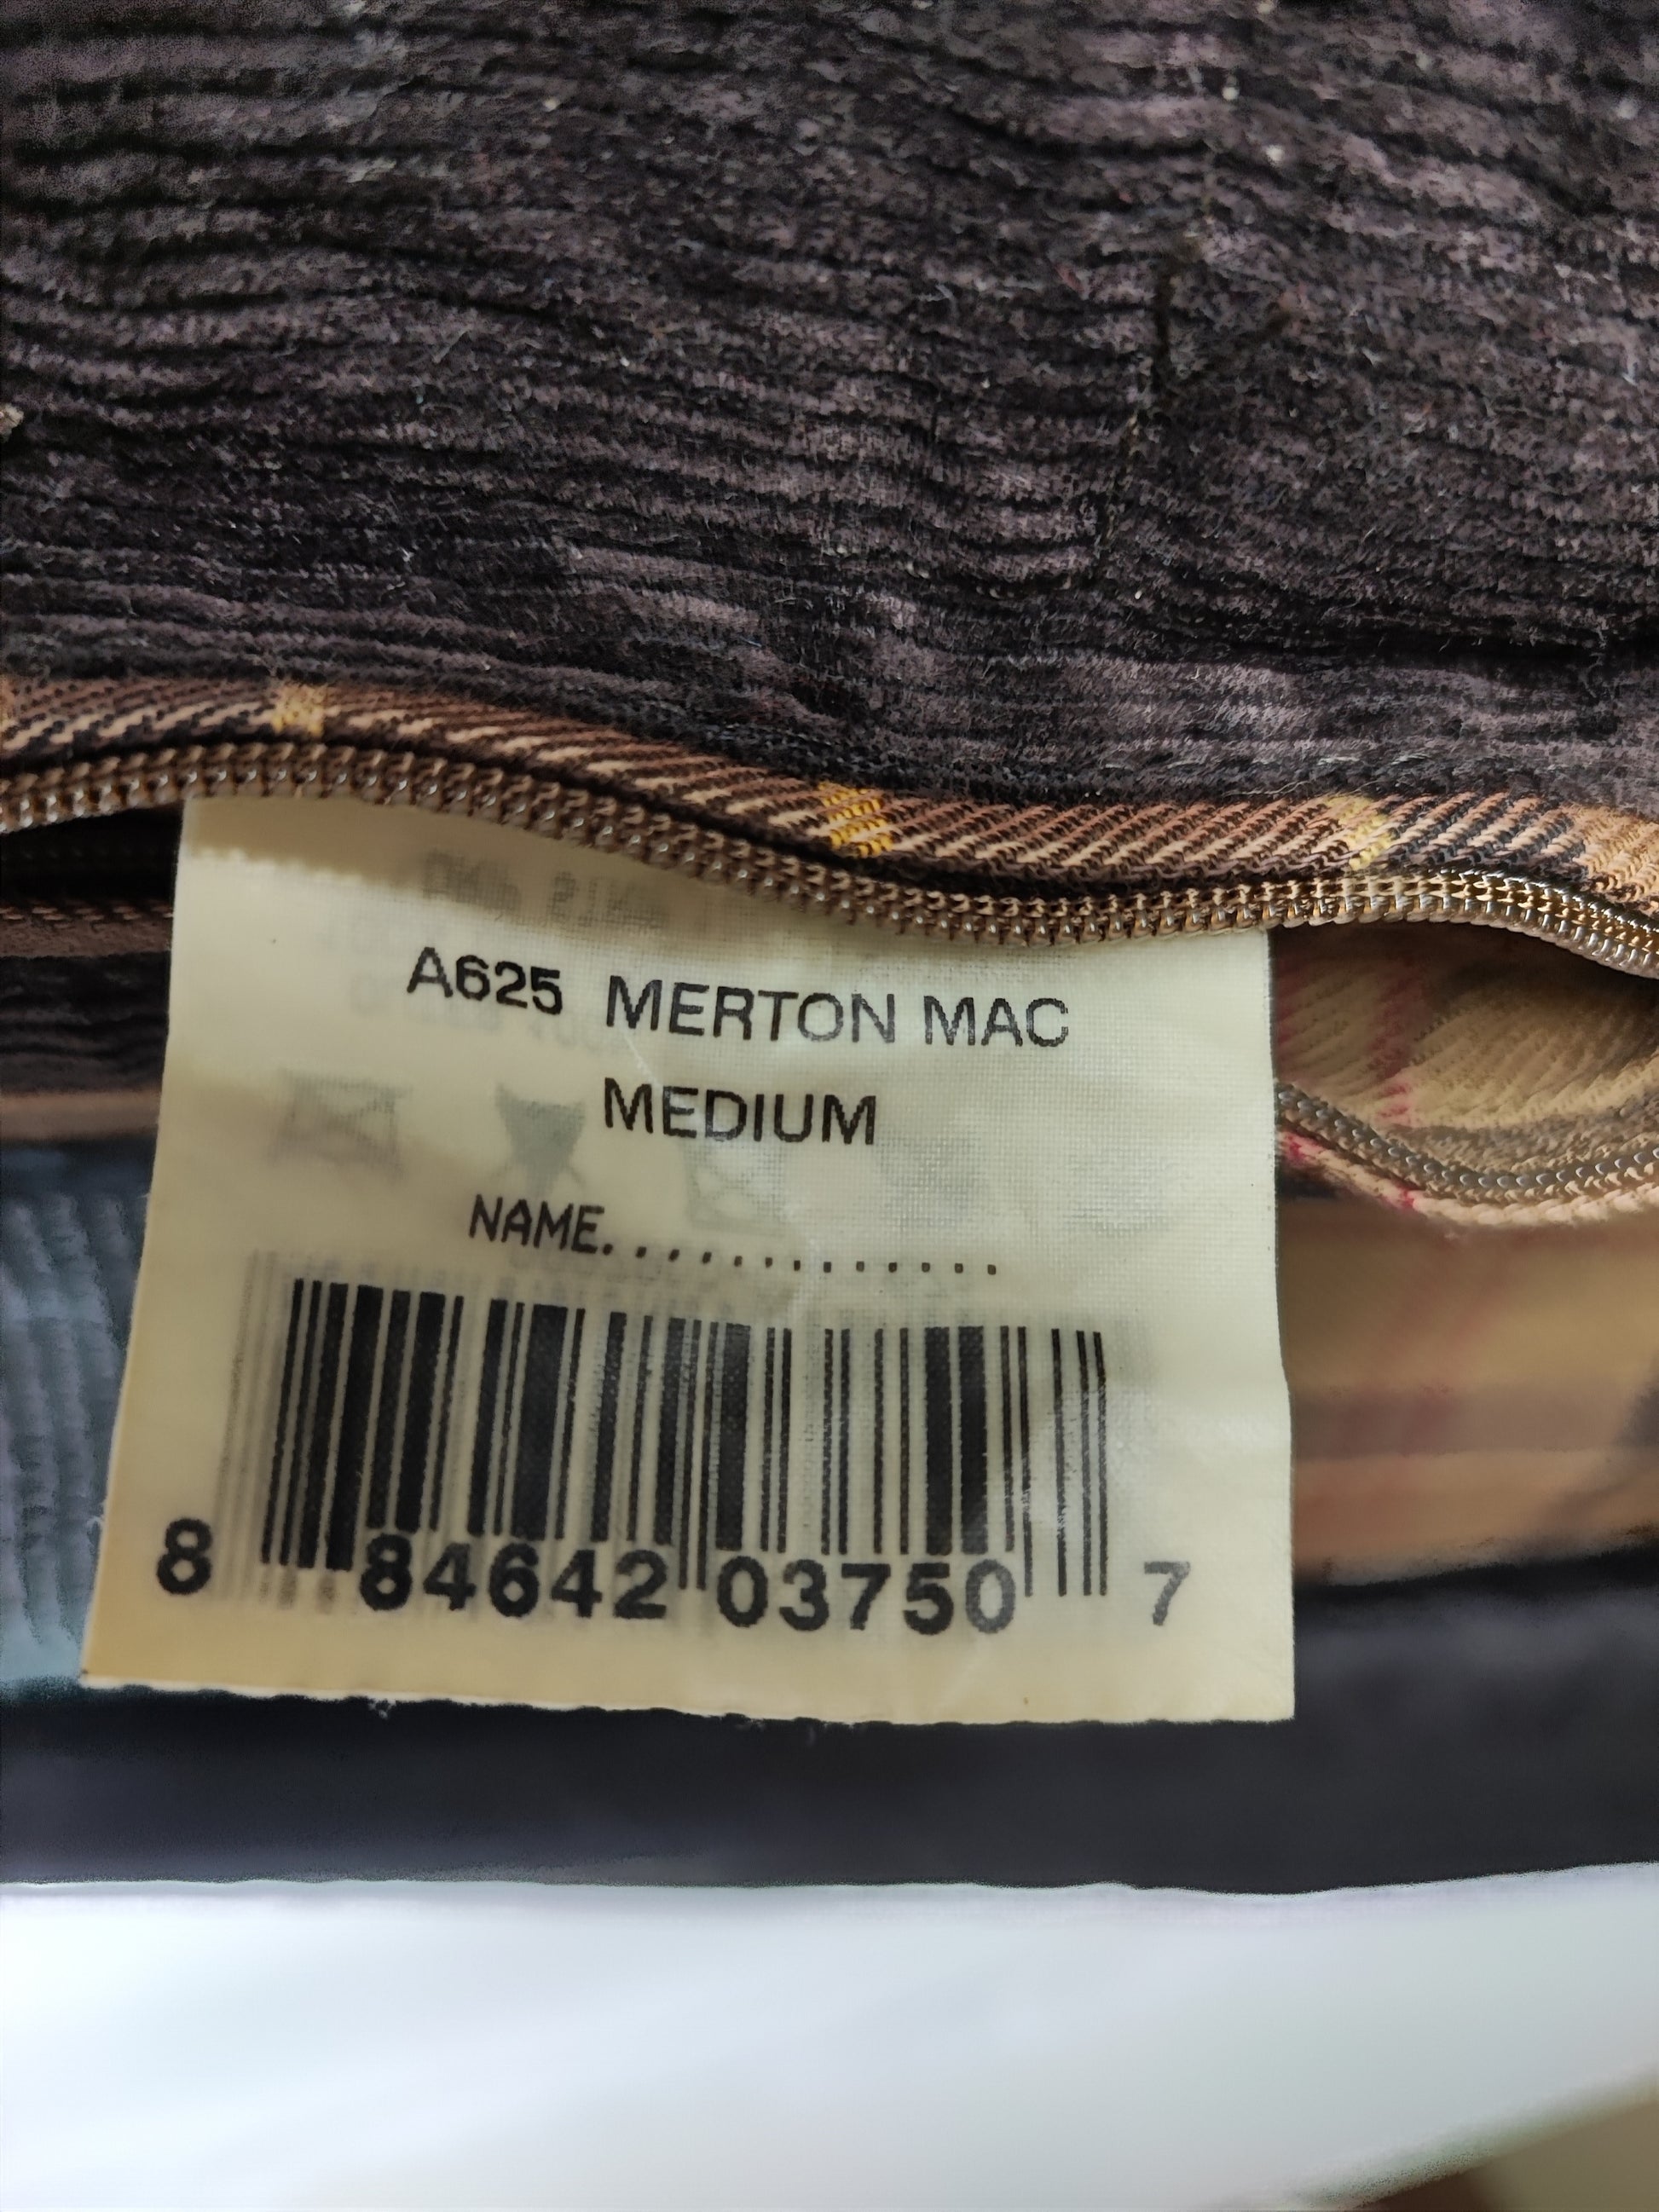 A625 MERTON MAC
MEDIUM
NAME.............
8 84642 03750 7